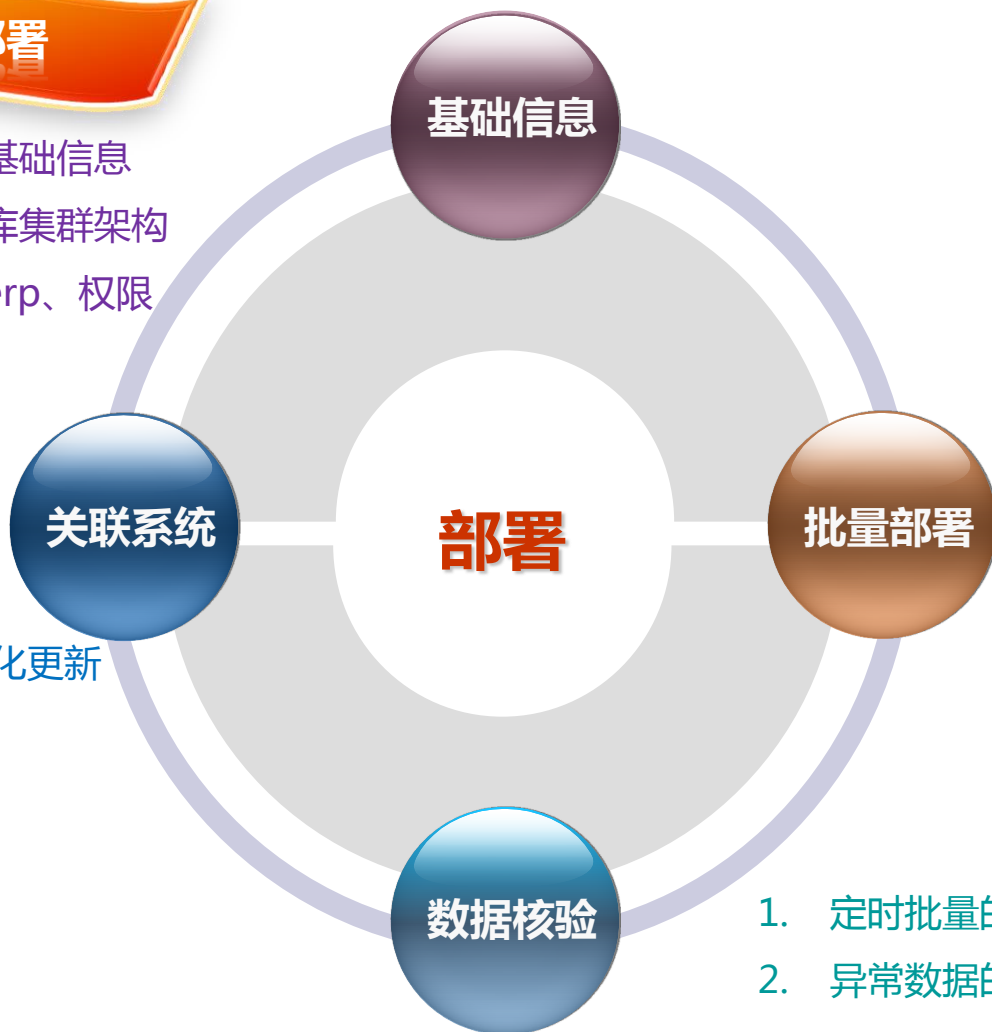 部署
基础信息
基础信息
库集群架构
erp、权限
关联系统
部署
批量部署
化更新
数据核验
1. 定时批量的
2. 异常数据的